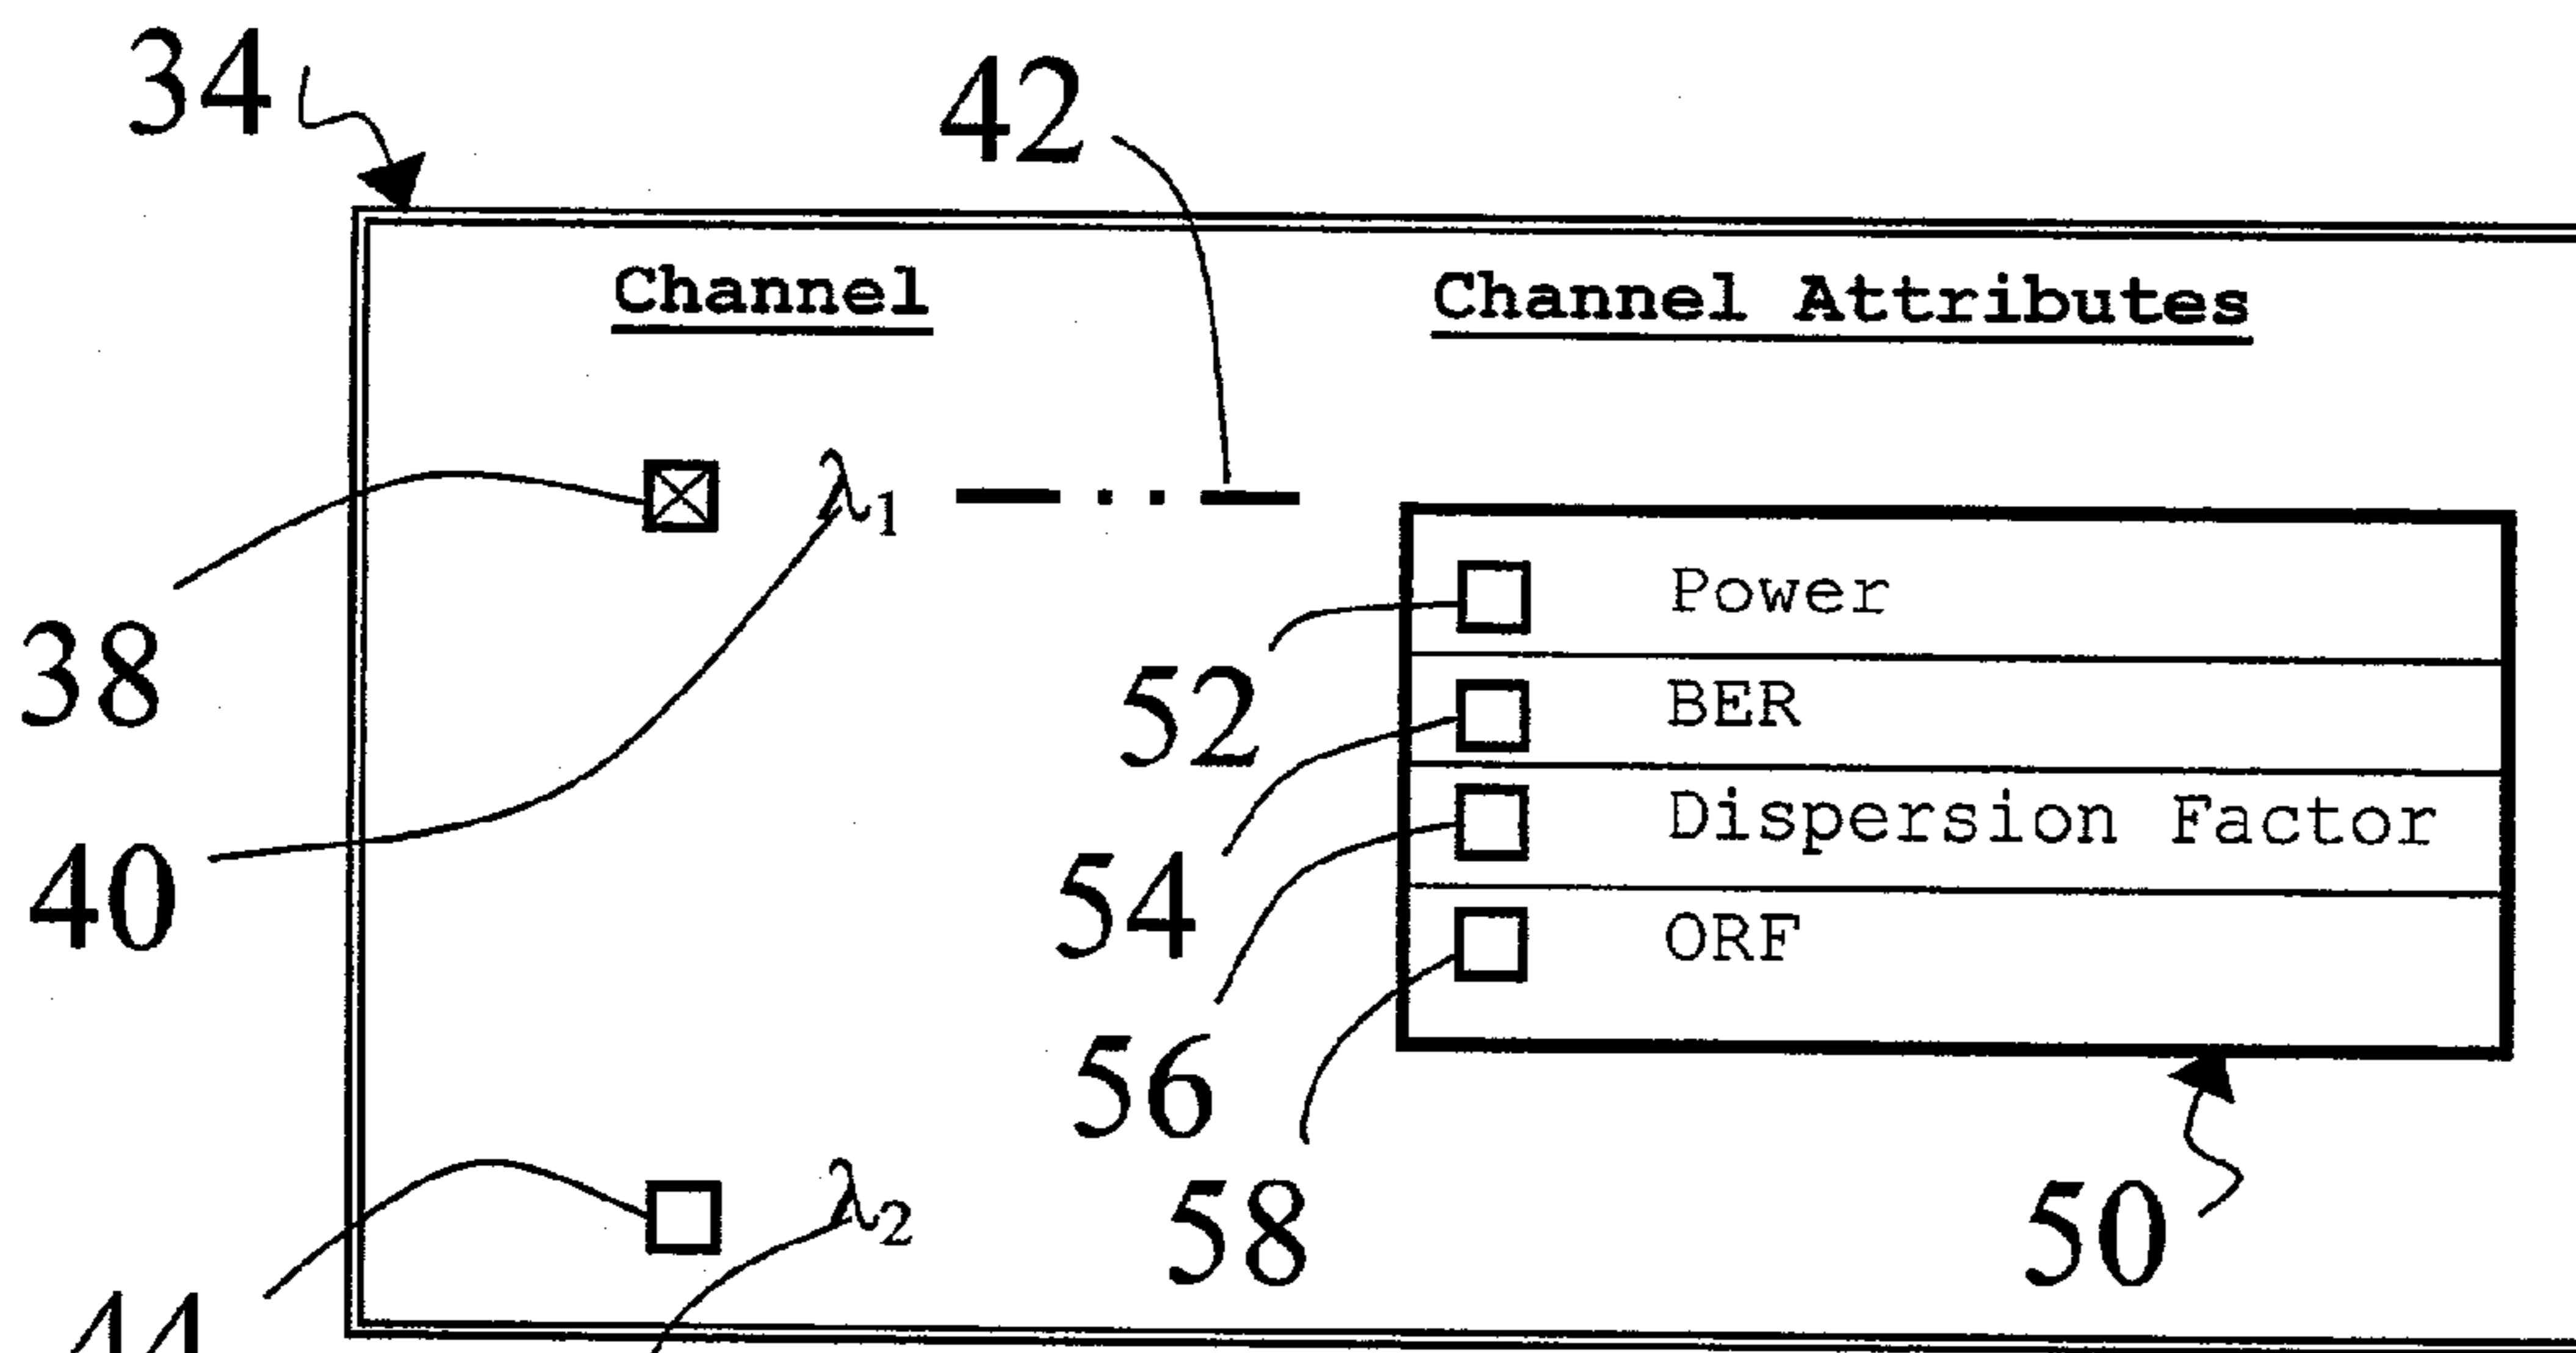 34
42
Channel Channel Attributes
λ1
38
52 Power
BER
40
54 Dispersion Factor
ORF
56
λ2
58 50
44